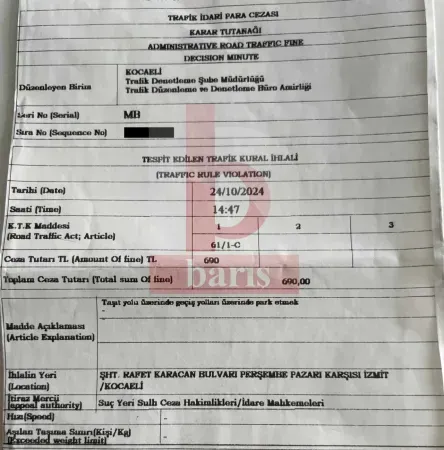 TRAFİK İDARİ PARA CEZASI
KARAR TUTANAĞI
ADMINISTRATIVE ROAD TRAFFIC FINE
DECISION MINUTE
KOCAELİ
Trafik Denetleme Şube Müdürlüğü
Düzenleyen Birim
Trafik Düzenleme ve Denetleme Büro Amirliği
Seri No (Serial) MB
Sıra No (Sequence No)
TESPİT EDİLEN TRAFİK KURAL İHLALİ
(TRAFFIC RULE VIOLATION)
Tarihi (Date) 24/10/2024
Saati (Time) 14:47
K.T.K Maddesi 1 2 3
(Road Traffic Act; Article)
61/1-C
Ceza Tutarı TL (Amount Of fine) TL 690
Toplam Ceza Tutarı (Total sum Of fine) 690,00
b
barış
Taşıt yolu üzerinde geçiş yolları üzerinde park etmek
-
Madde Açıklaması
(Article Explanation)
-
İhlalin Yeri ŞHT. RAFET KARACAN BULVARI PERŞEMBE PAZARI KARŞISI İZMİT
(Location) /KOCAELİ
İtiraz Mercii
(appeal authority) Suç Yeri Sulh Ceza Hakimlikleri/İdare Mahkemeleri
Hızı(Speed) -
Aşılan Taşıma Sınırı(Kişi/Kg) -
(Exceeded weight limit) -